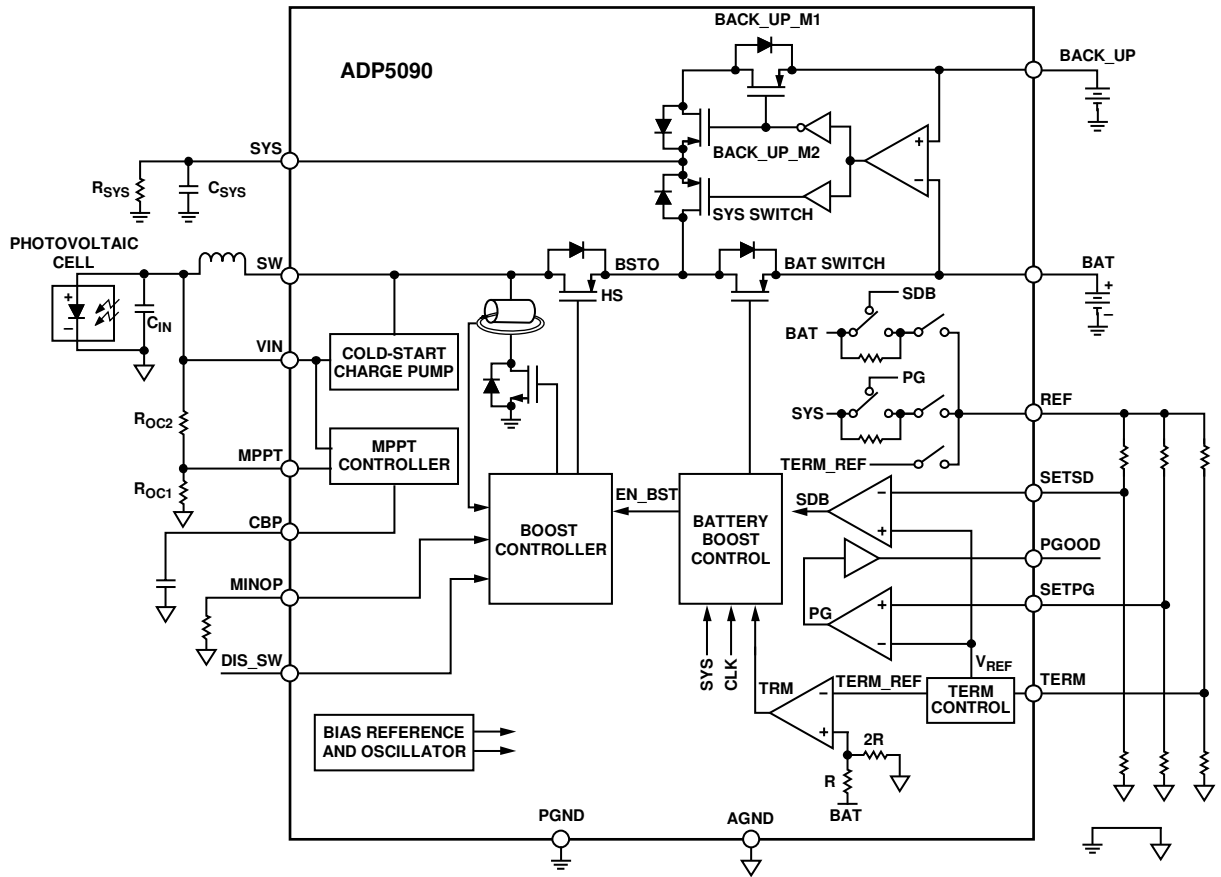 BACK_UP_M1
ADP5090
BACK_UP
+
BACK_UP_M2
SYS
–
RSYS
CSYS
SYS SWITCH
PHOTOVOLTAIC
CELL
SW
BSTO
BAT SWITCH
BAT
HS
+
–
+
–
CIN
SDB
BAT
VIN
COLD-START
CHARGE PUMP
PG
REF
SYS
ROC2
MPPT
MPPT
CONTROLLER
TERM_REF
ROC1
SETSD
EN_BST
SDB
–
+
CBP
BOOST
CONTROLLER
BATTERY
BOOST
CONTROL
PGOOD
MINOP
SETPG
PG
+
–
DIS_SW
SYS
CLK
VREF
TRM
TERM_REF
–
+
TERM
CONTROL
TERM
BIAS REFERENCE
AND OSCILLATOR
2R
R
BAT
PGND
AGND